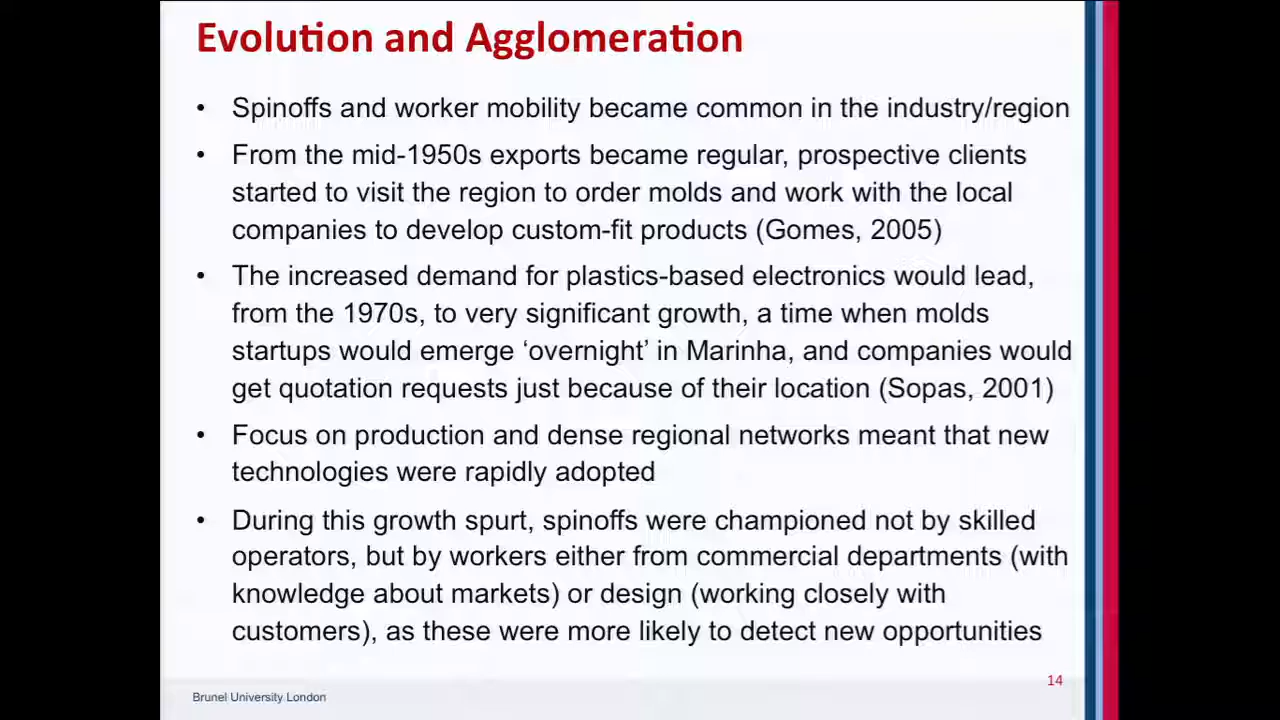 Evolution and Agglomeration
• Spinoffs and worker mobility became common in the industry/region
• From the mid-1950s exports became regular, prospective clients
started to visit the region to order molds and work with the local
companies to develop custom-fit products (Gomes, 2005)
• The increased demand for plastics-based electronics would lead,
from the 1970s, to very significant growth, a time when molds
startups would emerge ‘overnight’ in Marinha, and companies would
get quotation requests just because of their location (Sopas, 2001)
• Focus on production and dense regional networks meant that new
technologies were rapidly adopted
• During this growth spurt, spinoffs were championed not by skilled
operators, but by workers either from commercial departments (with
knowledge about markets) or design (working closely with
customers), as these were more likely to detect new opportunities
14
Brunel University London